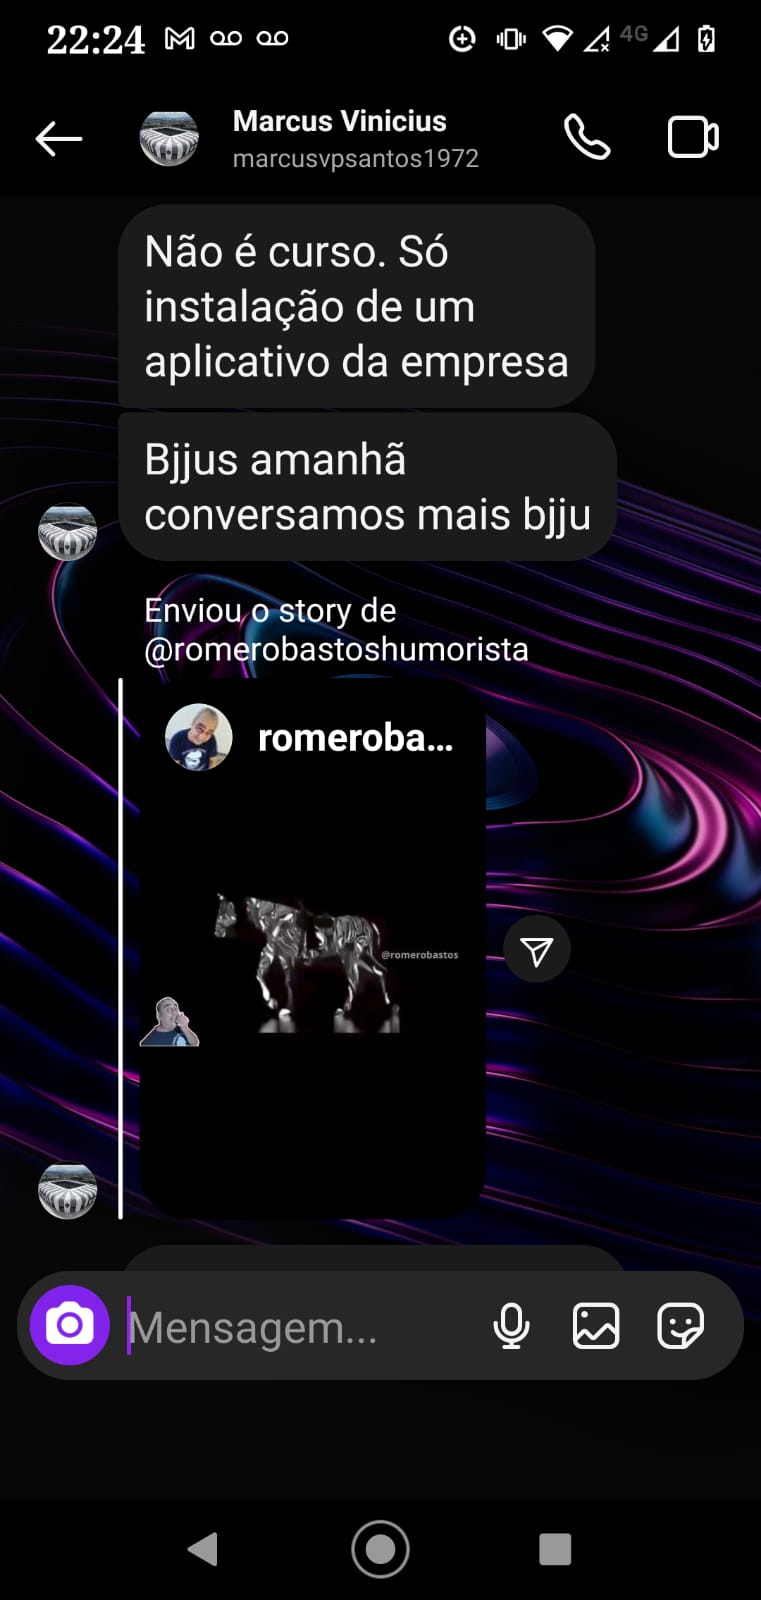 22:24
4G
Marcus Vinicius
marcusvpsantos1972
Não é curso. Só
instalação de um
aplicativo da empresa
Bjjus amanhã
conversamos mais bjju
Enviou o story de
@romerobastoshumorista
romeroba...
@romerobastos
Mensagem...